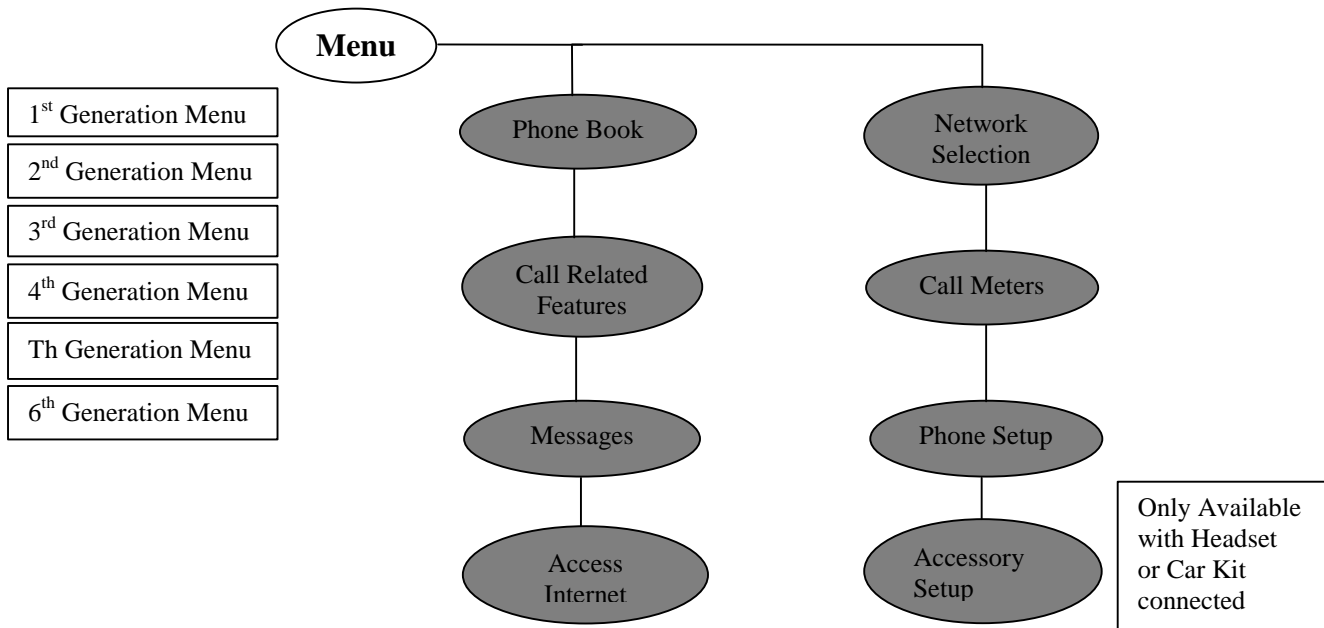 Menu
1st Generation Menu
2nd Generation Menu
3rd Generation Menu
4th Generation Menu
Th Generation Menu
6th Generation Menu
Phone Book
Call Related
Features
Messages
Access
Internet
Network
Selection
Call Meters
Phone Setup
Accessory
Setup
Only Available
with Headset
or Car Kit
connected